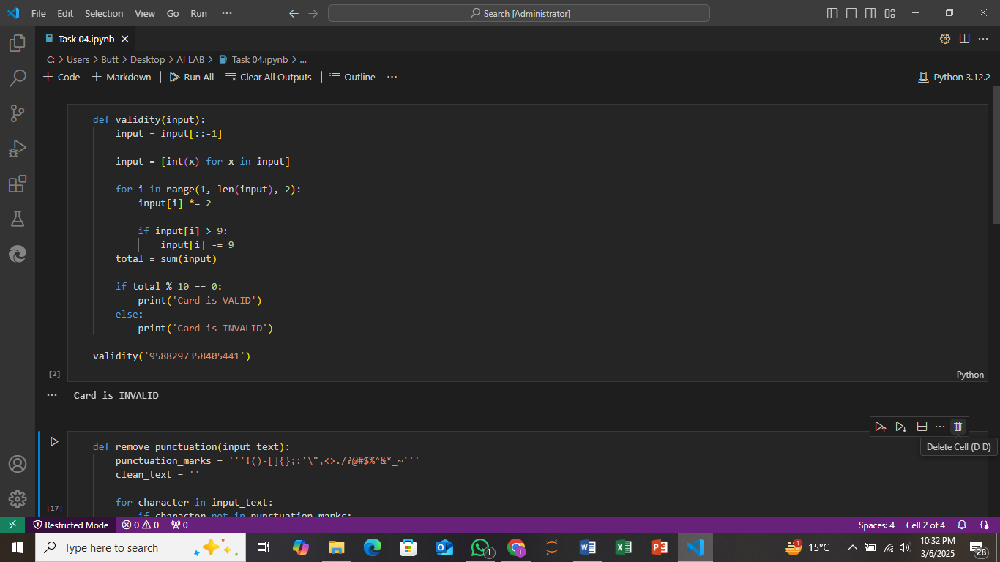 File Edit Selection View Go Run ··· Search [Administrator]
Task 04.ipynb
C: > Users > Butt > Desktop > AI LAB > Task 04.ipynb > ...
+ Code + Markdown | Run All Clear All Outputs | Outline ··· Python 3.12.2
def validity(input):
    input = input[::-1]
    input = [int(x) for x in input]
    for i in range(1, len(input), 2):
        input[i] *= 2
        if input[i] > 9:
            input[i] -= 9
    total = sum(input)
    if total % 10 == 0:
        print('Card is VALID')
    else:
        print('Card is INVALID')
validity('9588297358405441')
[2] Python
··· Card is INVALID
Delete Cell (D D)
def remove_punctuation(input_text):
    punctuation_marks = '''!()-[]{};:'\",<>./?@#$%^&*_~'''
    clean_text = ''
    for character in input_text:
[17]
        if character not in punctuation_marks:
Restricted Mode 0 0 0 Spaces: 4 Cell 2 of 4
Type here to search 1 1 15°C 10:32 PM
3/6/2025 28